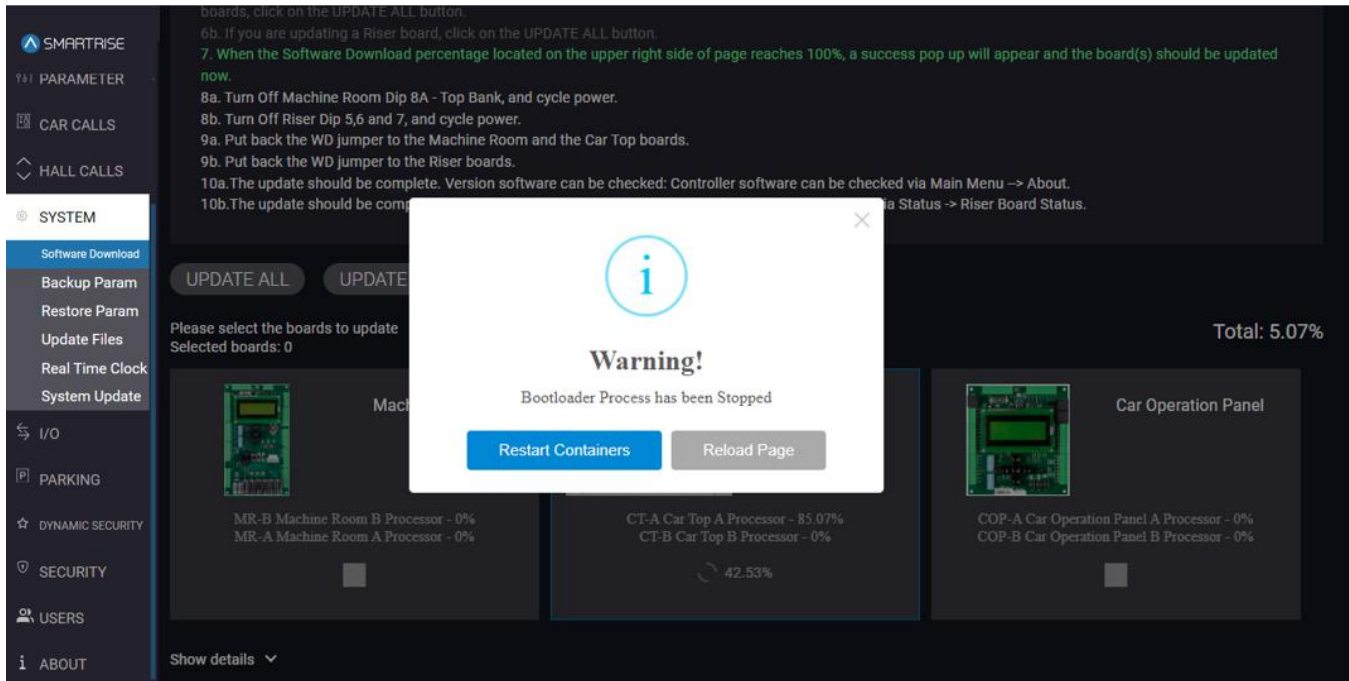 boards, click on the UPDATE ALL button.
6b. If you are updating a Riser board, click on the UPDATE ALL button.
7. When the Software Download percentage located on the upper right side of page reaches 100%, a success pop up will appear and the board(s) should be updated
now.
8a. Turn Off Machine Room Dip 8A - Top Bank, and cycle power.
8b. Turn Off Riser Dip 5,6 and 7, and cycle power.
9a. Put back the WD jumper to the Machine Room and the Car Top boards.
9b. Put back the WD jumper to the Riser boards.
10a.The update should be complete. Version software can be checked: Controller software can be checked via Main Menu –> About.
10b.The update should be comp
ia Status -> Riser Board Status.
SMARTRISE
PARAMETER
CAR CALLS
HALL CALLS
SYSTEM
Software Download
Backup Param
Restore Param
Update Files
Real Time Clock
System Update
I/O
PARKING
DYNAMIC SECURITY
SECURITY
USERS
ABOUT
UPDATE ALL
UPDATE
Please select the boards to update
Selected boards: 0
Total: 5.07%
Warning!
Bootloader Process has been Stopped
Restart Containers
Reload Page
Mach
MR-B Machine Room B Processor - 0%
MR-A Machine Room A Processor - 0%
CT-A Car Top A Processor - 85.07%
CT-B Car Top B Processor - 0%
42.53%
Car Operation Panel
COP-A Car Operation Panel A Processor - 0%
COP-B Car Operation Panel B Processor - 0%
Show details